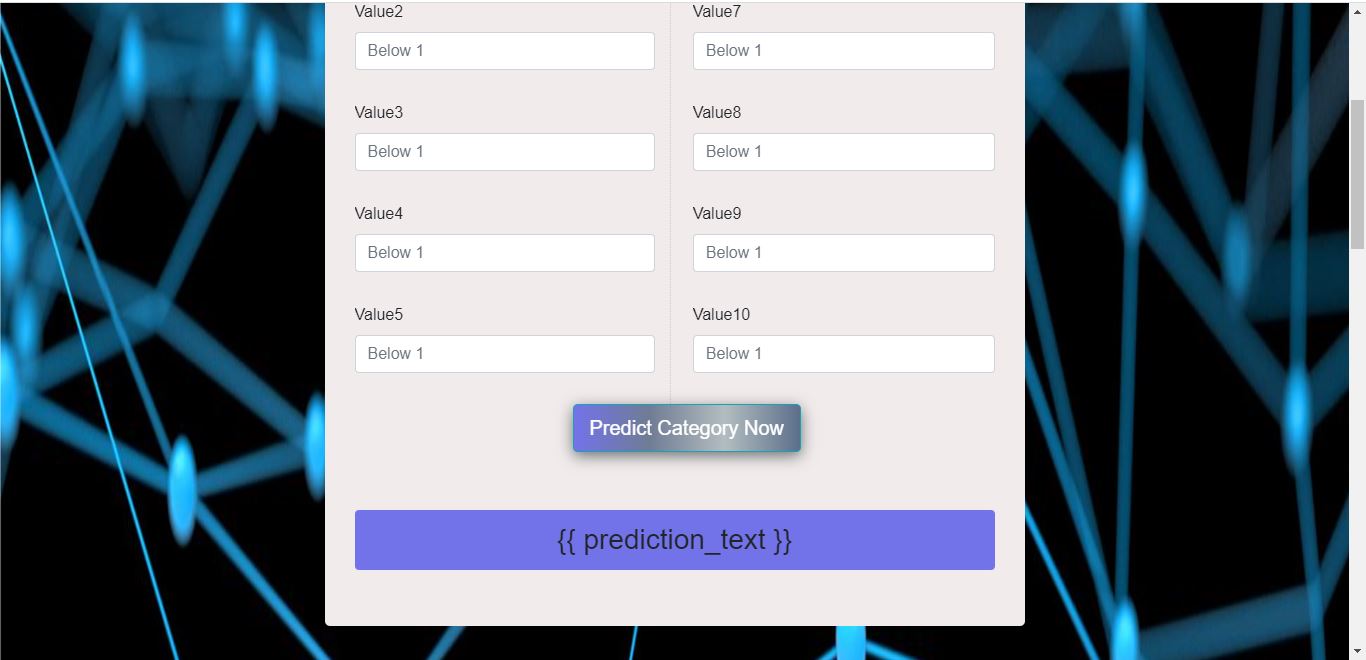 Value2
Value7
Below 1
Below 1
Value3
Value8
Below 1
Below 1
Value4
Value9
Below 1
Below 1
Value5
Value10
Below 1
Below 1
Predict Category Now
{{ prediction_text }}